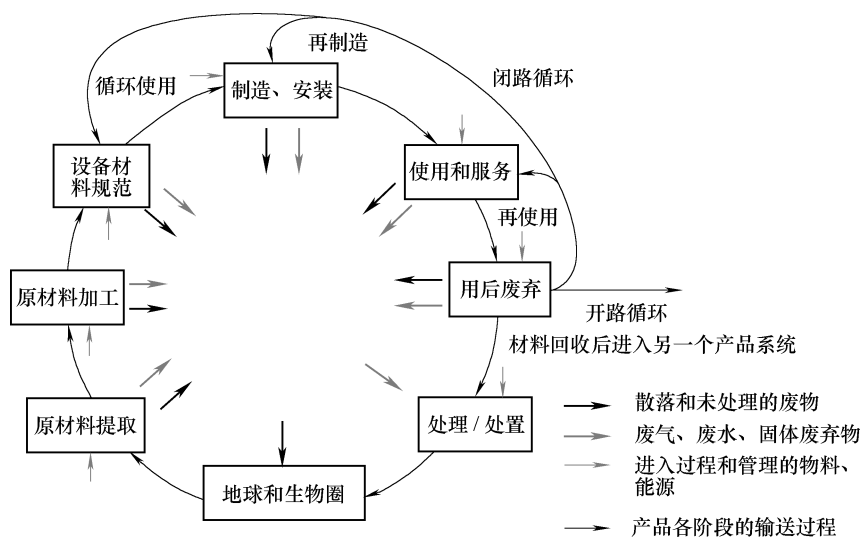 再制造
循环使用
闭路循环
制造、安装
设备材
料规范
使用和服务
再使用
原材料加工
用后废弃
开路循环
材料回收后进入另一个产品系统
原材料提取
处理/处置
地球和生物圈
散落和未处理的废物
废气、废水、固体废弃物
进入过程和管理的物料、
能源
产品各阶段的输送过程